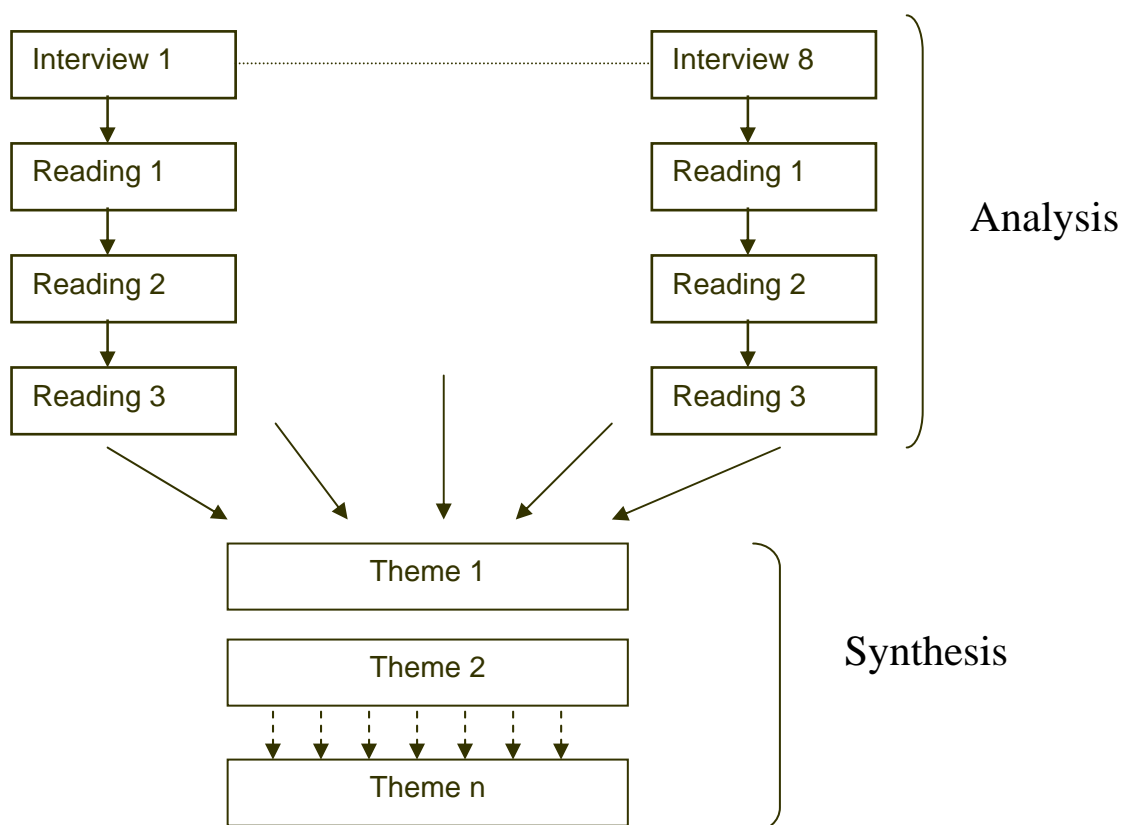 Interview 1
Interview 8
Reading 1
Reading 1
Analysis
Reading 2
Reading 2
Reading 3
Reading 3
Theme 1
Theme 2
Synthesis
Theme n